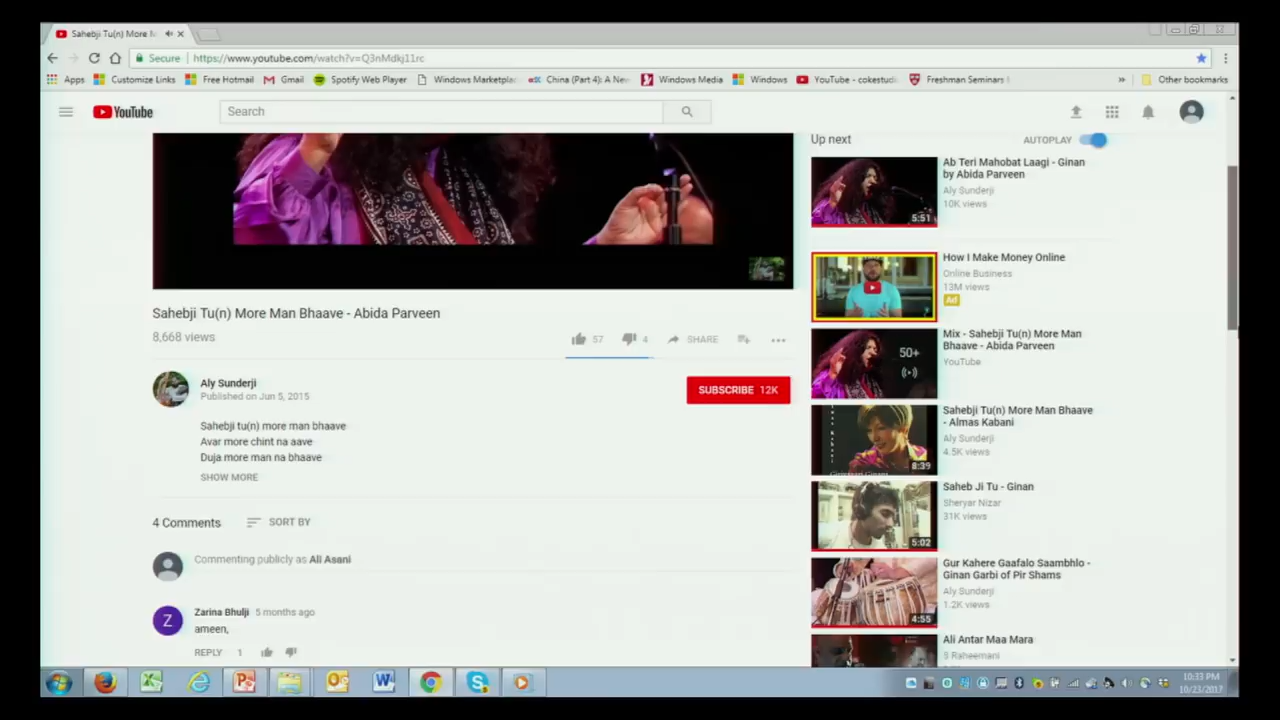 Sahebji Tu(n) More M
Secure
https://www.youtube.com/watch?v=Q3nMdkj11rc
Apps
Customize Links
Free Hotmail
Gmail
Spotify Web Player
Windows Marketplac
China (Part 4): A New
Windows Media
Windows
YouTube - cokestudi
Freshman Seminars
»
Other bookmarks
YouTube
Search
Up next
AUTOPLAY
Ab Teri Mahobat Laagi - Ginan
by Abida Parveen
Aly Sunderji
10K views
5:51
How I Make Money Online
Online Business
13M views
Ad
Sahebji Tu(n) More Man Bhaave - Abida Parveen
8,668 views
57
4
SHARE
Mix - Sahebji Tu(n) More Man
Bhaave - Abida Parveen
YouTube
50+
Aly Sunderji
Published on Jun 5, 2015
SUBSCRIBE 12K
Sahebji tu(n) more man bhaave
Avar more chint na aave
Duja more man na bhaave
SHOW MORE
Sahebji Tu(n) More Man Bhaave
- Almas Kabani
Aly Sunderji
4.5K views
8:39
Saheb Ji Tu - Ginan
Sheryar Nizar
31K views
5:02
4 Comments
SORT BY
Commenting publicly as Ali Asani
Gur Kahere Gaafalo Saambhlo -
Ginan Garbi of Pir Shams
Aly Sunderji
1.2K views
4:55
Z
Zarina Bhulji 5 months ago
ameen,
REPLY 1
Ali Antar Maa Mara
S Raheemani
10:33 PM
10/23/2017